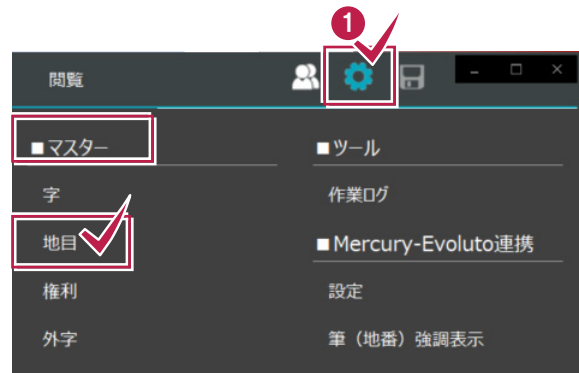 1
閲覧
■マスター
字
地目
権利
外字
■ツール
作業ログ
■Mercury-Evoluto連携
設定
筆（地番）強調表示